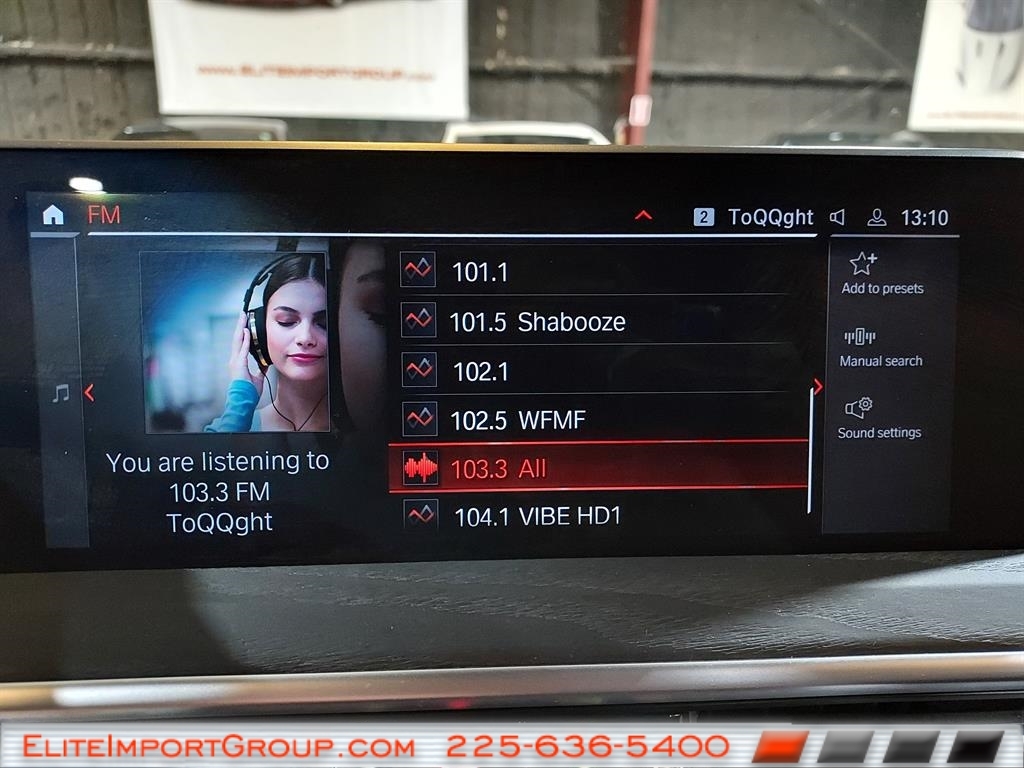 www.EliteImportGroup.com
FM
2 ToQQght 13:10
101.1
101.5 Shabooze
102.1
102.5 WFMF
103.3 All
104.1 VIBE HD1
You are listening to
103.3 FM
ToQQght
Add to presets
Manual search
Sound settings
EliteImportGroup.com 225-636-5400